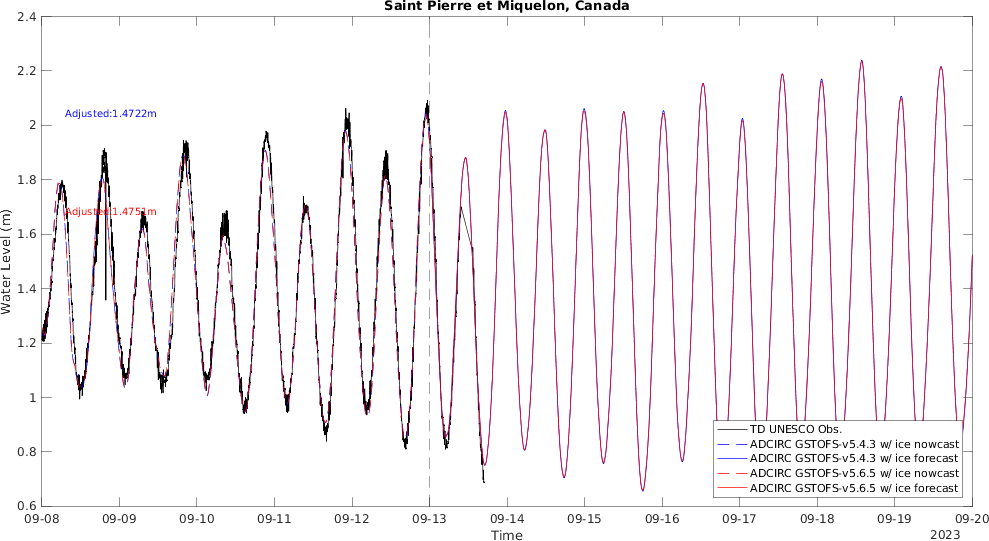 Saint Pierre et Miquelon, Canada
2.4
2.2
2
1.8
1.6
1.4
1.2
1
0.8
0.6
Water Level (m)
Adjusted:1.4722m
Adjusted:1.4751m
TD UNESCO Obs.
ADCIRC GSTOFS-v5.4.3 w/ ice nowcast
ADCIRC GSTOFS-v5.4.3 w/ ice forecast
ADCIRC GSTOFS-v5.6.5 w/ ice nowcast
ADCIRC GSTOFS-v5.6.5 w/ ice forecast
09-08 09-09 09-10 09-11 09-12 09-13 09-14 09-15 09-16 09-17 09-18 09-19 09-20
Time
2023